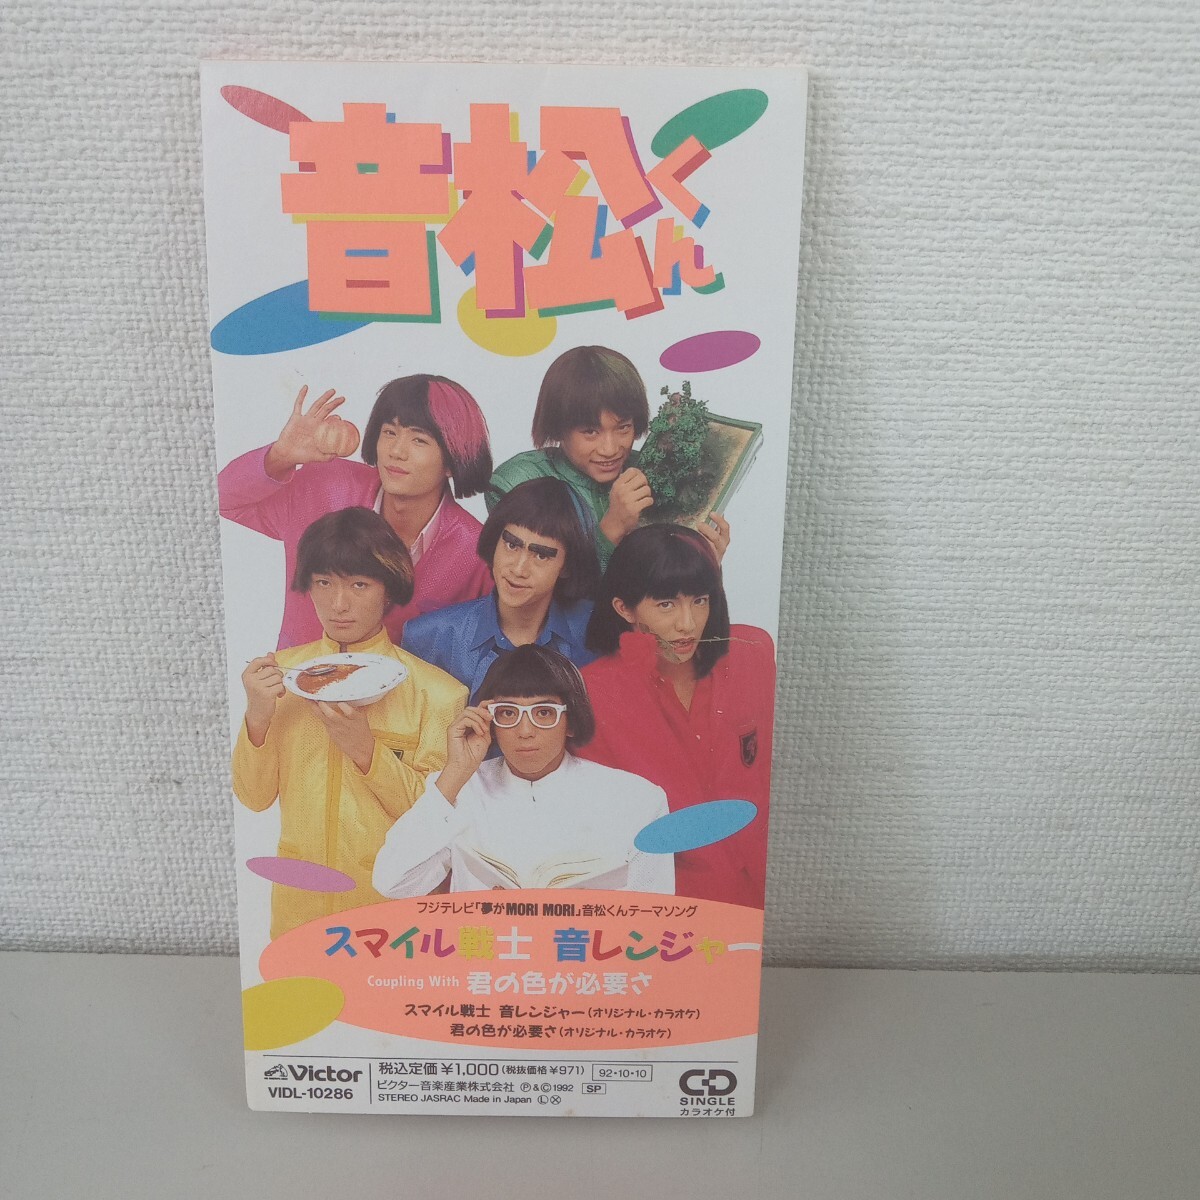 音松くん
フジテレビ「夢がMORI MORI」音松くんテーマソング
スマイル戦士 音レンジャー
Coupling With 君の色が必要さ
スマイル戦士 音レンジャー(オリジナル・カラオケ)
君の色が必要さ(オリジナル・カラオケ)
Victor
VIDL-10286
税込定価￥1,000(税抜価格￥971) 92・10・10
ビクター音楽産業株式会社 Ⓟ&Ⓒ1992 SP
STEREO JASRAC Made in Japan Ⓛ Ⓧ
CD
SINGLE
カラオケ付